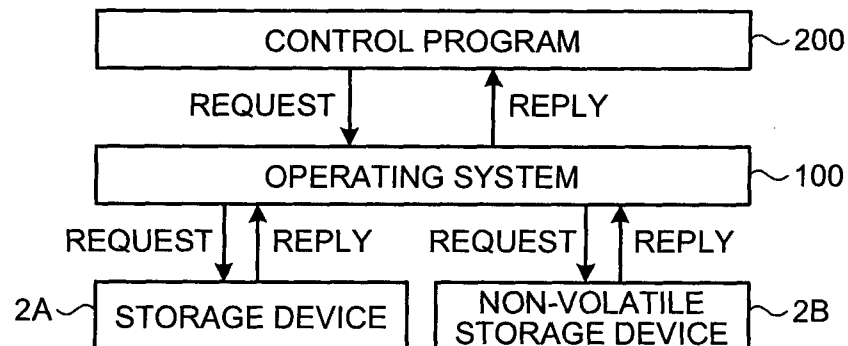 CONTROL PROGRAM 200
REQUEST REPLY
OPERATING SYSTEM 100
REQUEST REPLY REQUEST REPLY
2A STORAGE DEVICE NON-VOLATILE STORAGE DEVICE 2B